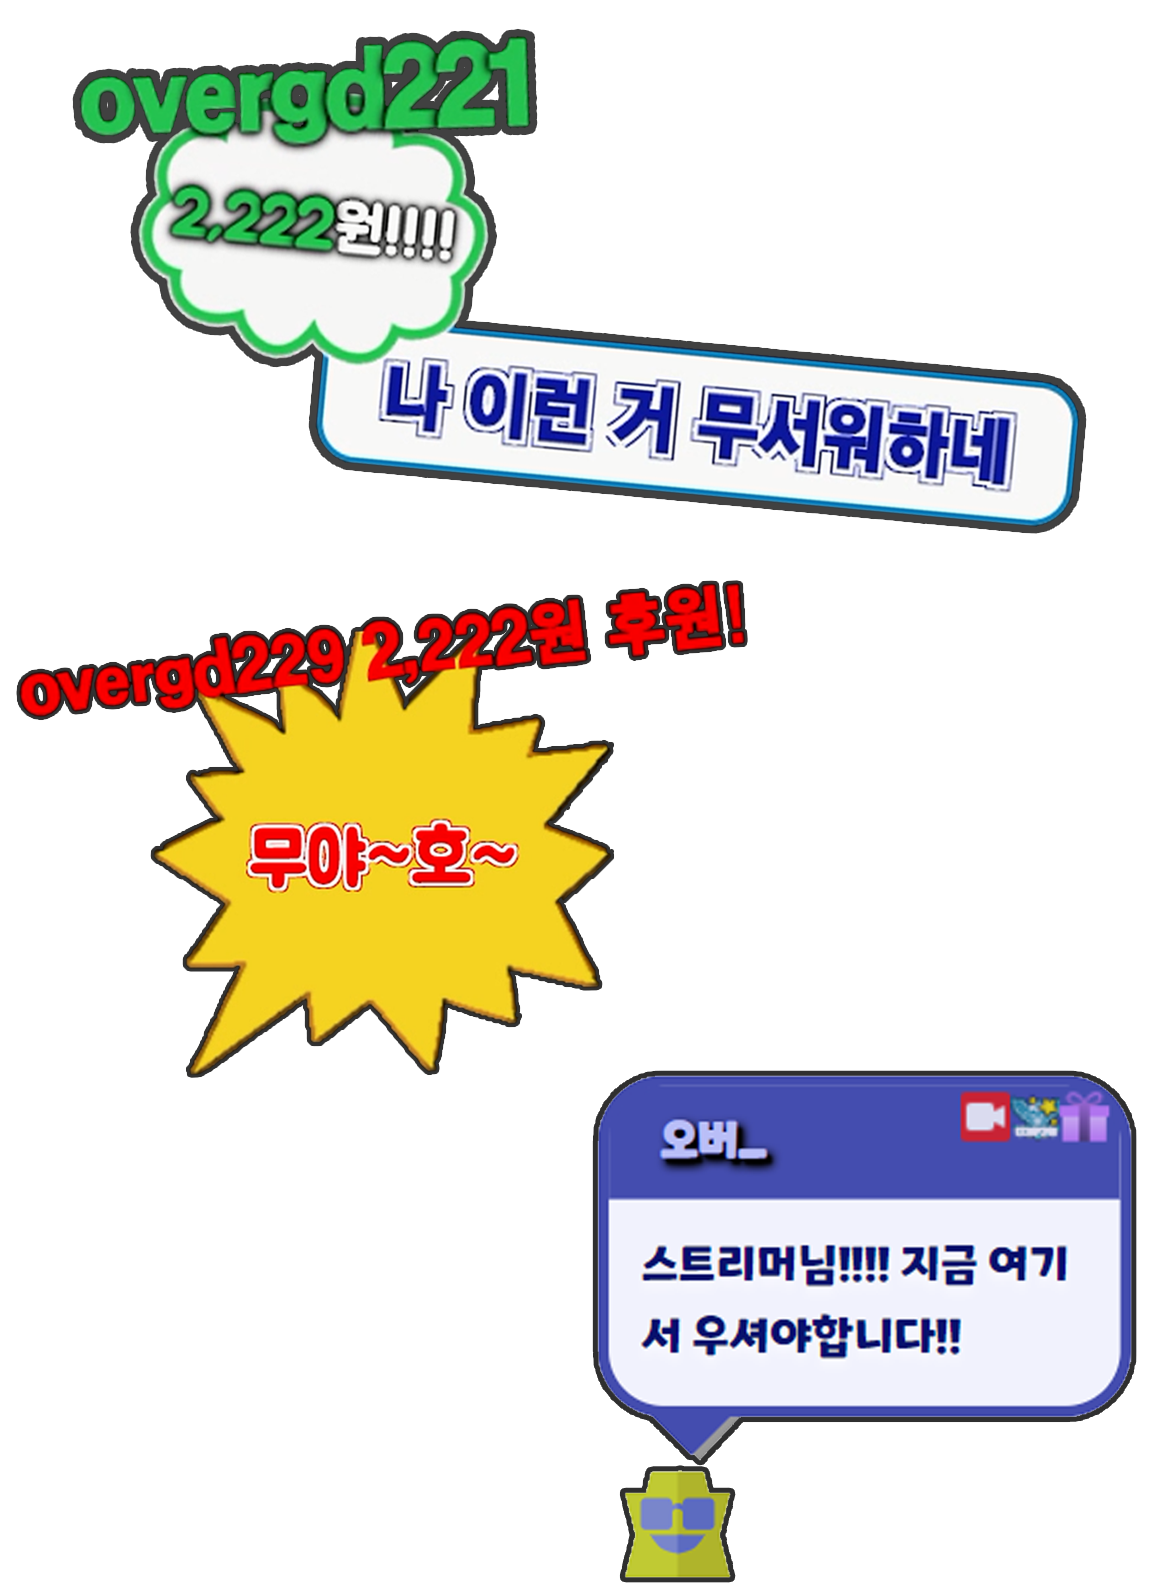 overgd221
2,222원!!!!
나 이런 거 무서워하네
overgd229 2,222원 후원!
무야~호~
오버_
스트리머님!!!! 지금 여기
서 우셔야합니다!!